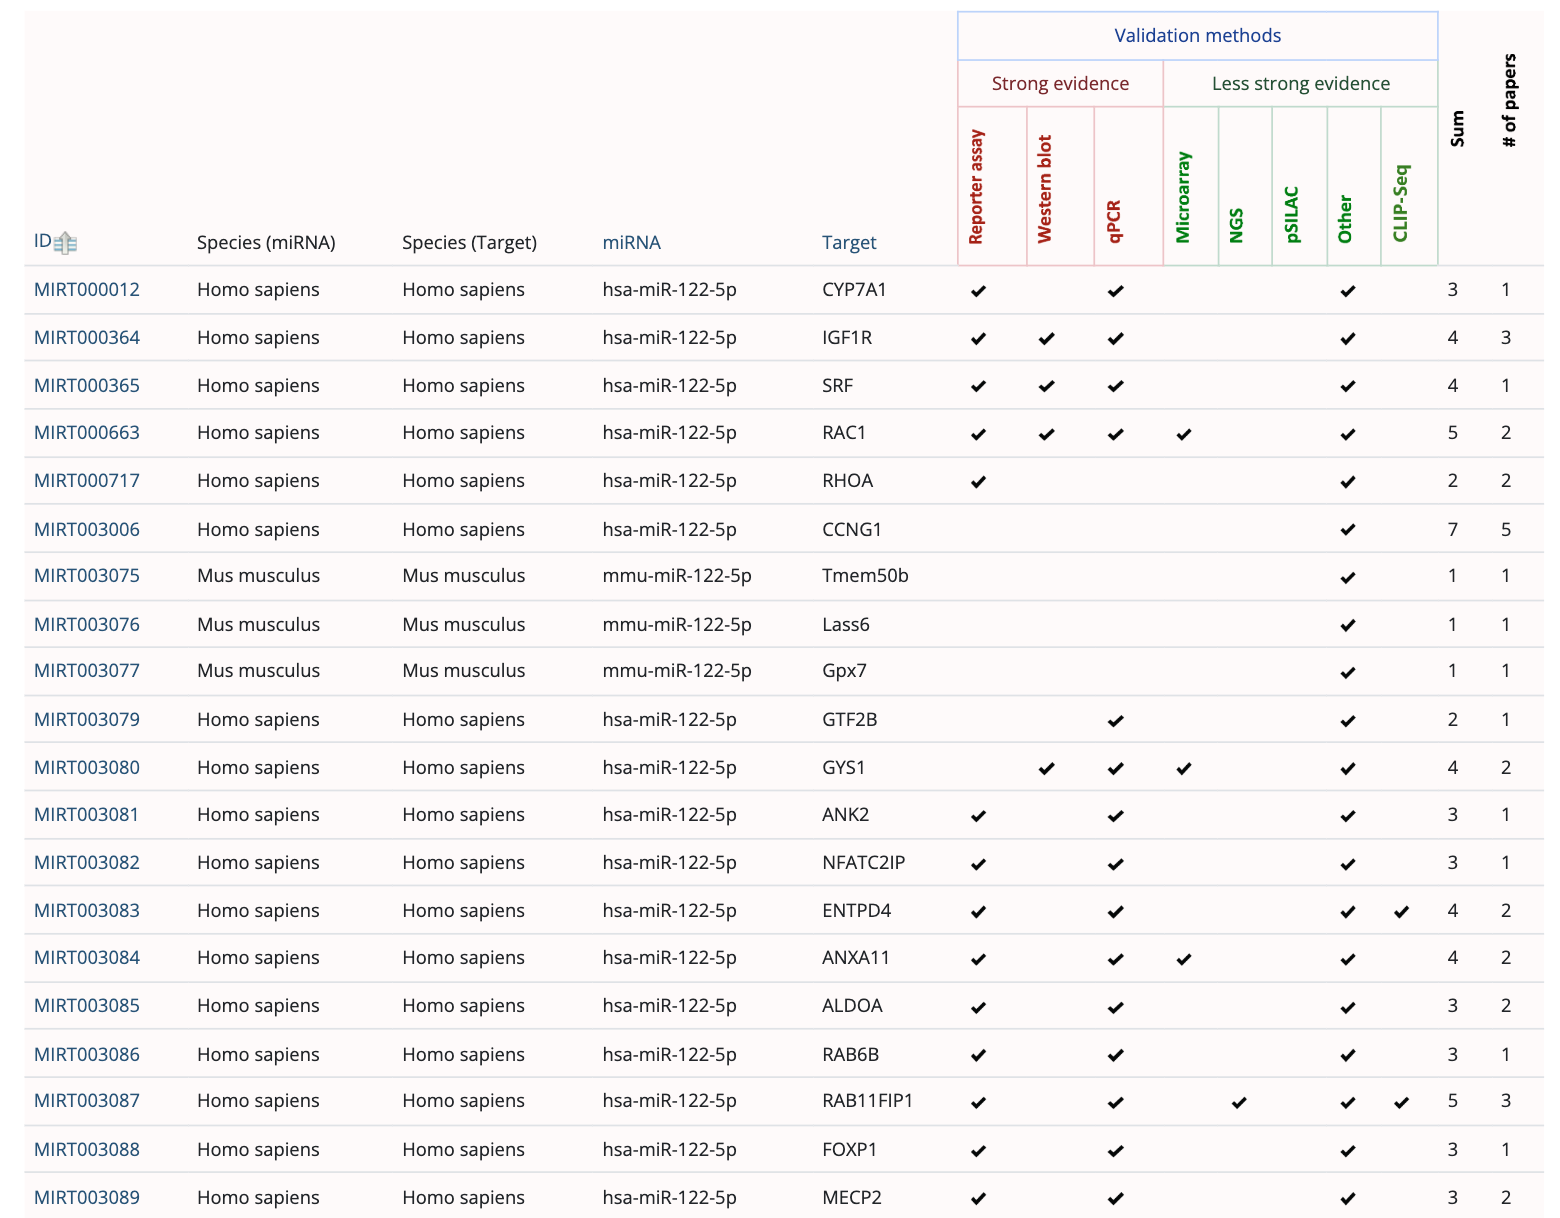 Validation methods
Strong evidence Less strong evidence
ID Species (miRNA) Species (Target) miRNA Target Reporter assay Western blot qPCR Microarray NGS pSILAC Other CLIP-Seq Sum # of papers
MIRT000012 Homo sapiens Homo sapiens hsa-miR-122-5p CYP7A1 ✔ ✔ ✔ 3 1
MIRT000364 Homo sapiens Homo sapiens hsa-miR-122-5p IGF1R ✔ ✔ ✔ ✔ 4 3
MIRT000365 Homo sapiens Homo sapiens hsa-miR-122-5p SRF ✔ ✔ ✔ ✔ 4 1
MIRT000663 Homo sapiens Homo sapiens hsa-miR-122-5p RAC1 ✔ ✔ ✔ ✔ ✔ 5 2
MIRT000717 Homo sapiens Homo sapiens hsa-miR-122-5p RHOA ✔ ✔ 2 2
MIRT003006 Homo sapiens Homo sapiens hsa-miR-122-5p CCNG1 ✔ 7 5
MIRT003075 Mus musculus Mus musculus mmu-miR-122-5p Tmem50b ✔ 1 1
MIRT003076 Mus musculus Mus musculus mmu-miR-122-5p Lass6 ✔ 1 1
MIRT003077 Mus musculus Mus musculus mmu-miR-122-5p Gpx7 ✔ 1 1
MIRT003079 Homo sapiens Homo sapiens hsa-miR-122-5p GTF2B ✔ ✔ 2 1
MIRT003080 Homo sapiens Homo sapiens hsa-miR-122-5p GYS1 ✔ ✔ ✔ ✔ 4 2
MIRT003081 Homo sapiens Homo sapiens hsa-miR-122-5p ANK2 ✔ ✔ ✔ 3 1
MIRT003082 Homo sapiens Homo sapiens hsa-miR-122-5p NFATC2IP ✔ ✔ ✔ 3 1
MIRT003083 Homo sapiens Homo sapiens hsa-miR-122-5p ENTPD4 ✔ ✔ ✔ ✔ 4 2
MIRT003084 Homo sapiens Homo sapiens hsa-miR-122-5p ANXA11 ✔ ✔ ✔ ✔ 4 2
MIRT003085 Homo sapiens Homo sapiens hsa-miR-122-5p ALDOA ✔ ✔ ✔ 3 2
MIRT003086 Homo sapiens Homo sapiens hsa-miR-122-5p RAB6B ✔ ✔ ✔ 3 1
MIRT003087 Homo sapiens Homo sapiens hsa-miR-122-5p RAB11FIP1 ✔ ✔ ✔ ✔ ✔ 5 3
MIRT003088 Homo sapiens Homo sapiens hsa-miR-122-5p FOXP1 ✔ ✔ ✔ 3 1
MIRT003089 Homo sapiens Homo sapiens hsa-miR-122-5p MECP2 ✔ ✔ ✔ 3 2